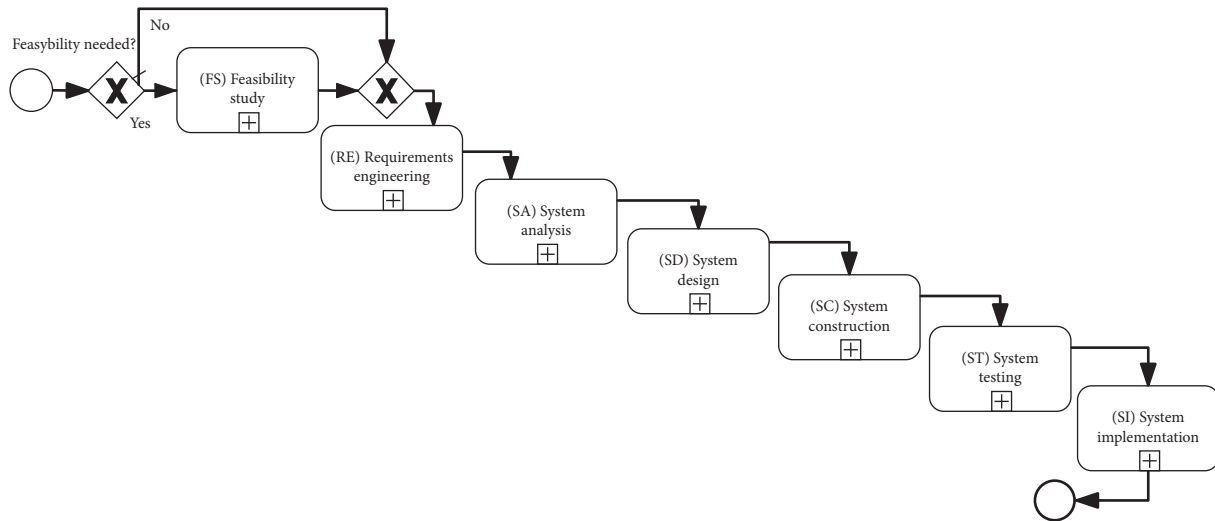 No
Feasybility needed?
X
(FS) Feasibility
study
X
Yes
(RE) Requirements
engineering
(SA) System
analysis
(SD) System
design
(SC) System
construction
(ST) System
testing
(SI) System
implementation